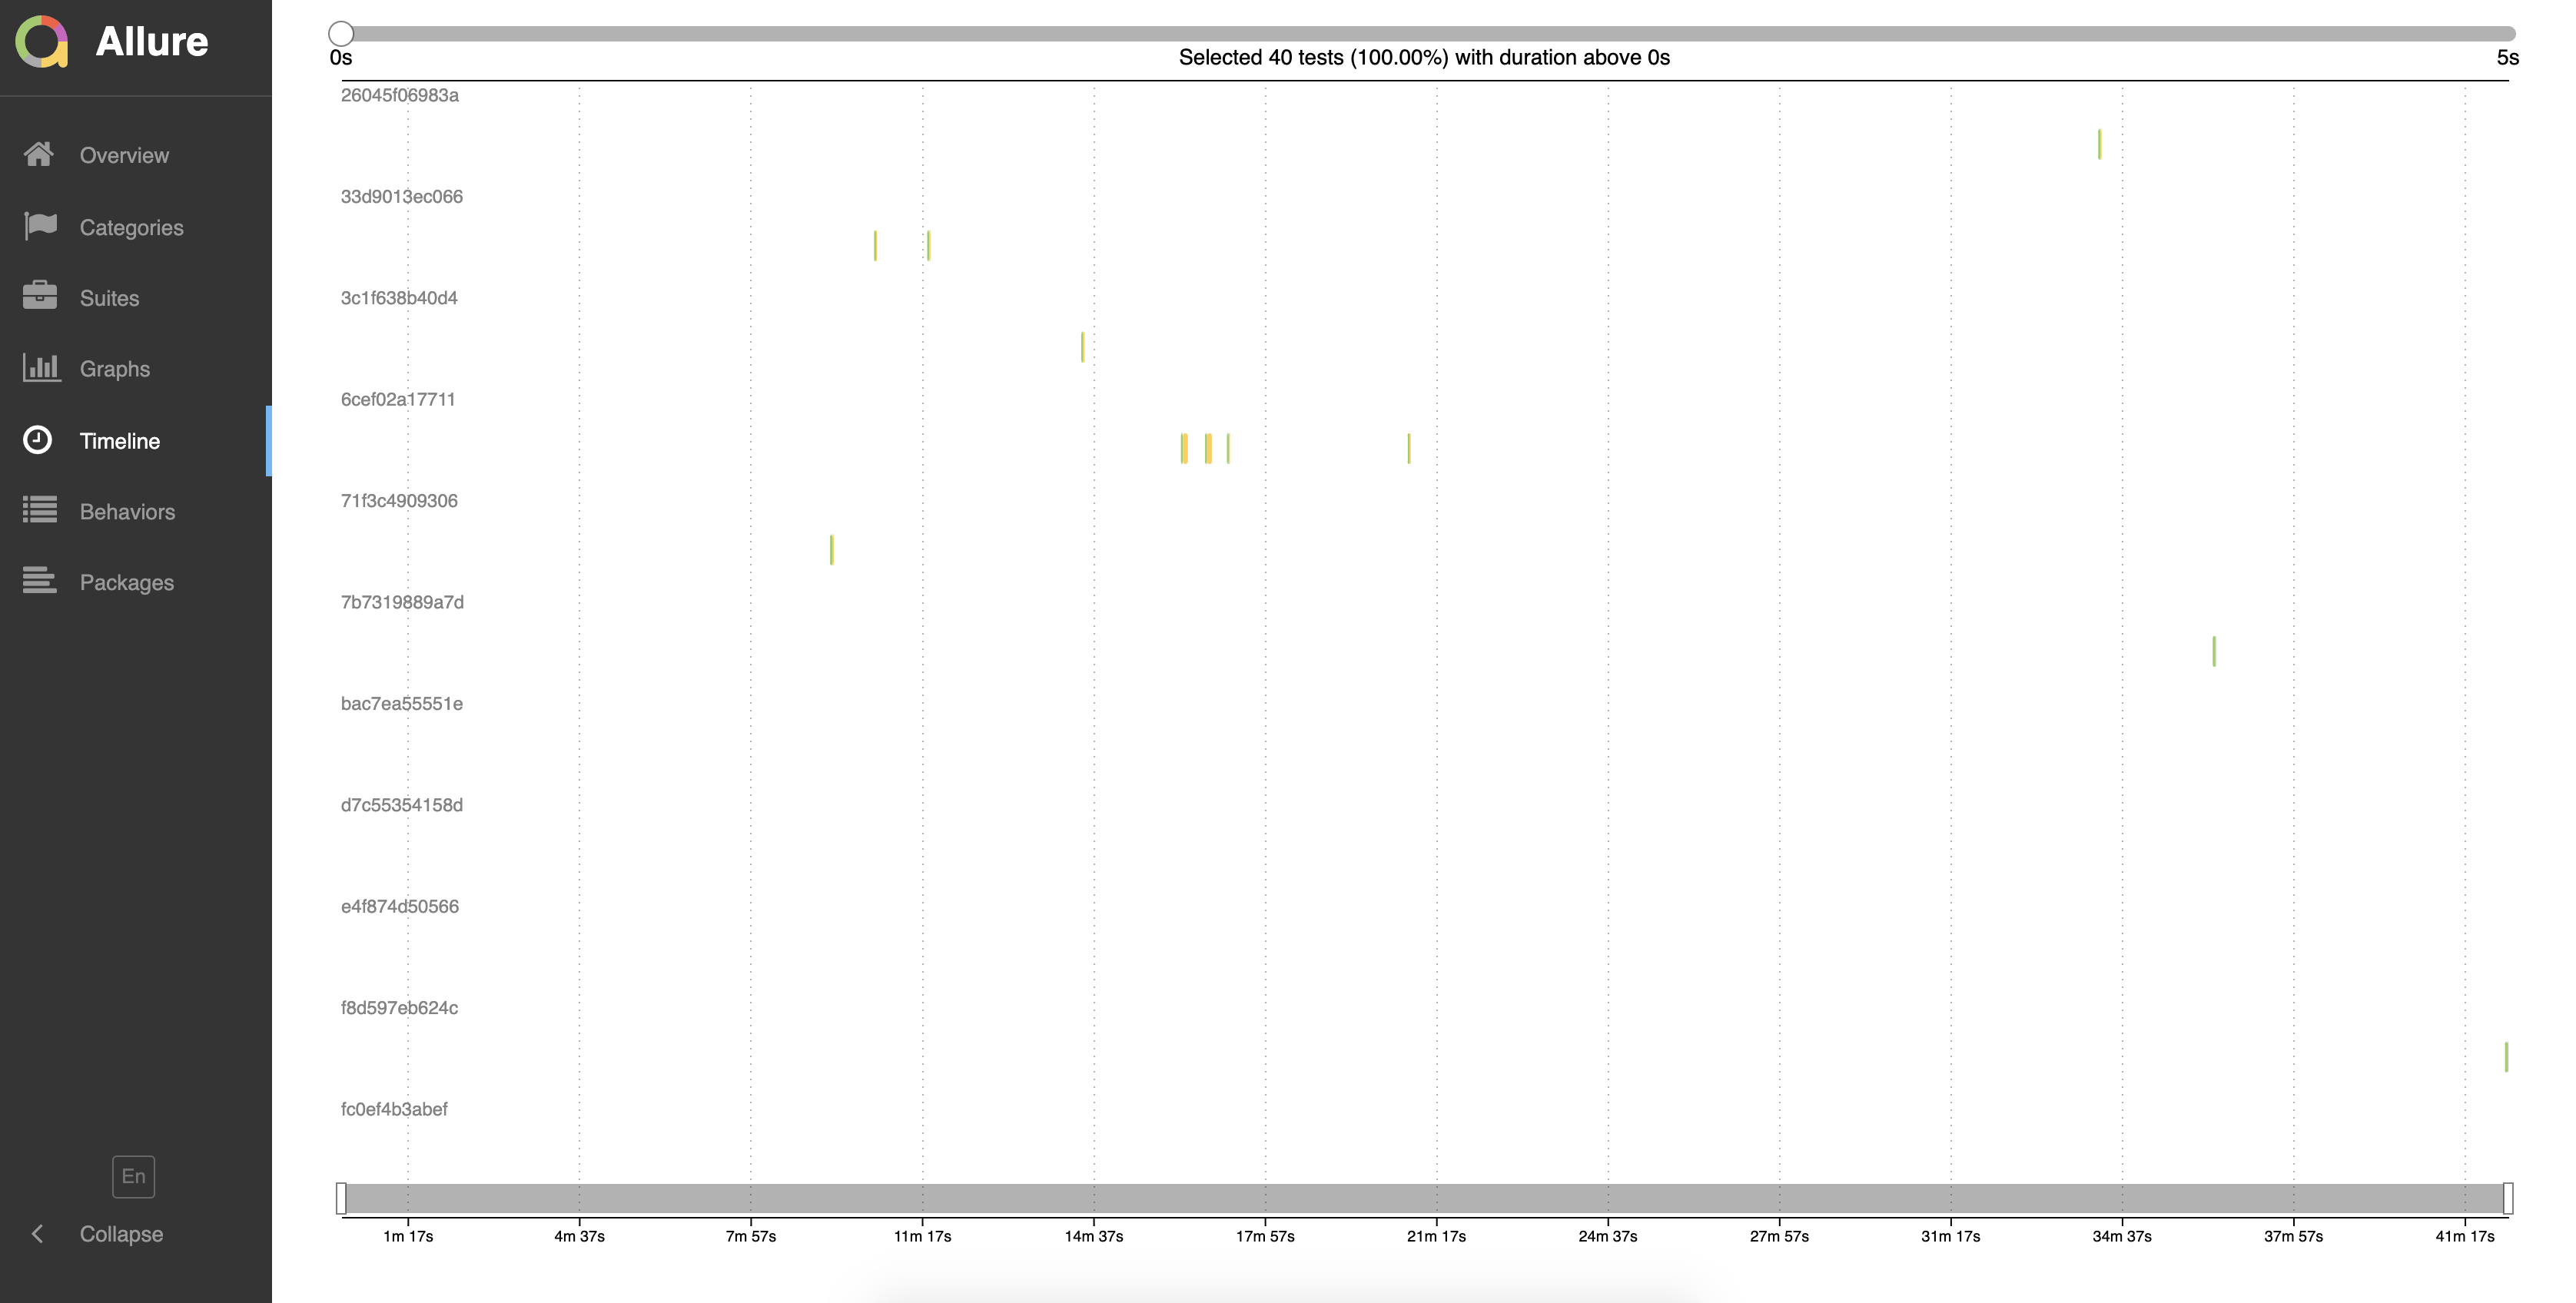 Allure
Overview
Categories
Suites
Graphs
Timeline
Behaviors
Packages
En
Collapse
0s
Selected 40 tests (100.00%) with duration above 0s
5s
26045f06983a
33d9013ec066
3c1f638b40d4
6cef02a17711
71f3c4909306
7b7319889a7d
bac7ea55551e
d7c55354158d
e4f874d50566
f8d597eb624c
fc0ef4b3abef
1m 17s 4m 37s 7m 57s 11m 17s 14m 37s 17m 57s 21m 17s 24m 37s 27m 57s 31m 17s 34m 37s 37m 57s 41m 17s